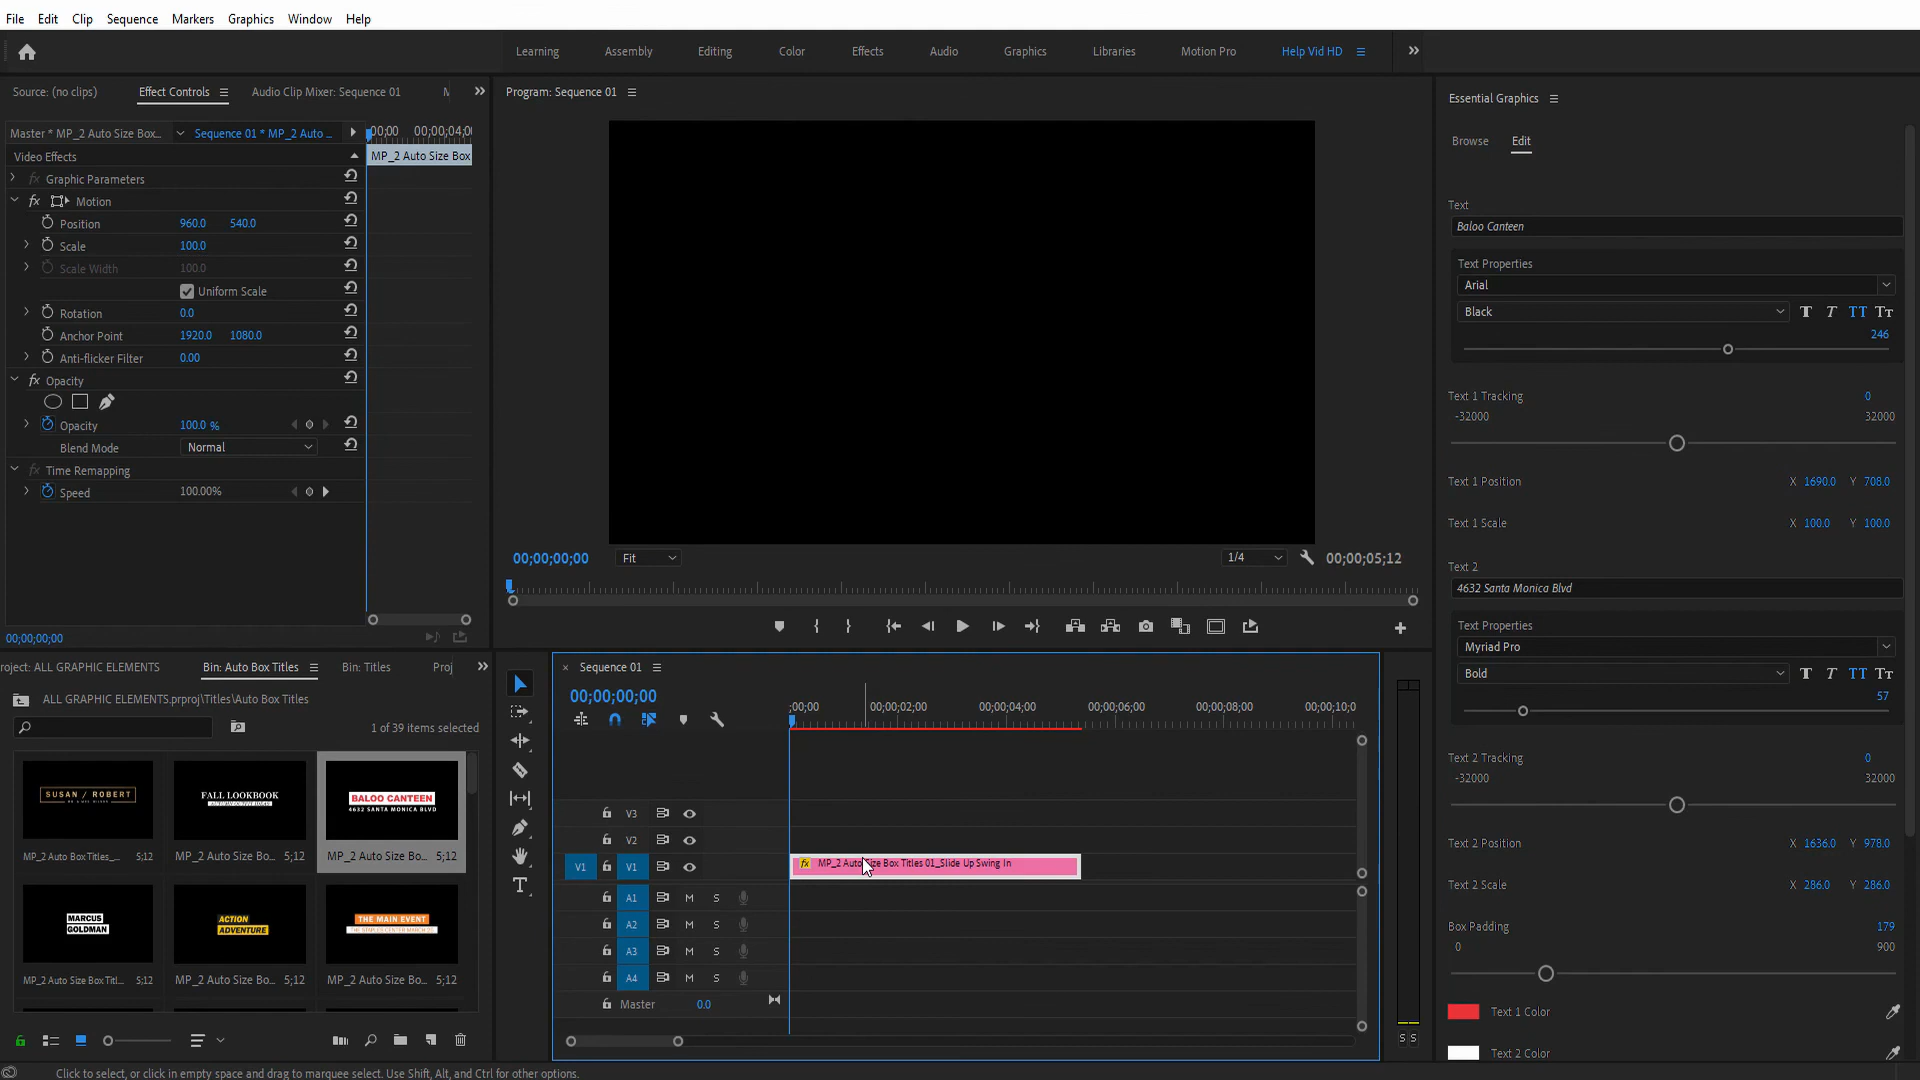 File Edit Clip Sequence Markers Graphics Window Help
Learning Assembly Editing Color Effects Audio Graphics Libraries Motion Pro Help Vid HD
Source: (no clips) Effect Controls Audio Clip Mixer: Sequence 01
Master * MP_2 Auto Size Box... Sequence 01 * MP_2 Auto ...
;00;00 00;00;04;0
Video Effects
MP_2 Auto Size Box
fx Graphic Parameters
fx Motion
Position 960.0 540.0
Scale 100.0
Scale Width 100.0
Uniform Scale
Rotation 0.0
Anchor Point 1920.0 1080.0
Anti-flicker Filter 0.00
fx Opacity
Opacity 100.0 %
Blend Mode Normal
fx Time Remapping
Speed 100.00%
00;00;00;00
Program: Sequence 01
00;00;00;00 Fit 1/4 00;00;05;12
Essential Graphics
Browse Edit
Text
Baloo Canteen
Text Properties
Arial
Black T T TT Tт
246
Text 1 Tracking 0
-32000 32000
Text 1 Position X 1690.0 Y 708.0
Text 1 Scale X 100.0 Y 100.0
Text 2
4632 Santa Monica Blvd
Text Properties
Myriad Pro
Bold T T TT Tт
57
Text 2 Tracking 0
-32000 32000
Text 2 Position X 1636.0 Y 978.0
Text 2 Scale X 286.0 Y 286.0
Box Padding 179
0 900
Text 1 Color
Text 2 Color
roject: ALL GRAPHIC ELEMENTS Bin: Auto Box Titles Bin: Titles Proj
ALL GRAPHIC ELEMENTS.prproj\Titles\Auto Box Titles
1 of 39 items selected
SUSAN / ROBERT
FALL LOOKBOOK
BALOO CANTEEN
4632 SANTA MONICA BLVD
MP_2 Auto Box Titles_... 5;12
MP_2 Auto Size Bo... 5;12
MP_2 Auto Size Bo... 5;12
MARCUS
GOLDMAN
ACTION
ADVENTURE
THE MAIN EVENT
MP_2 Auto Size Box Titl... 5;12
MP_2 Auto Size Bo... 5;12
MP_2 Auto Size Bo... 5;12
Sequence 01
00;00;00;00
;00;00 00;00;02;00 00;00;04;00 00;00;06;00 00;00;08;00 00;00;10;0
V3
V2
V1 V1 fx MP_2 Auto Size Box Titles 01_Slide Up Swing In
A1 M S
A2 M S
A3 M S
A4 M S
Master 0.0
S S
Click to select, or click in empty space and drag to marquee select. Use Shift, Alt, and Ctrl for other options.